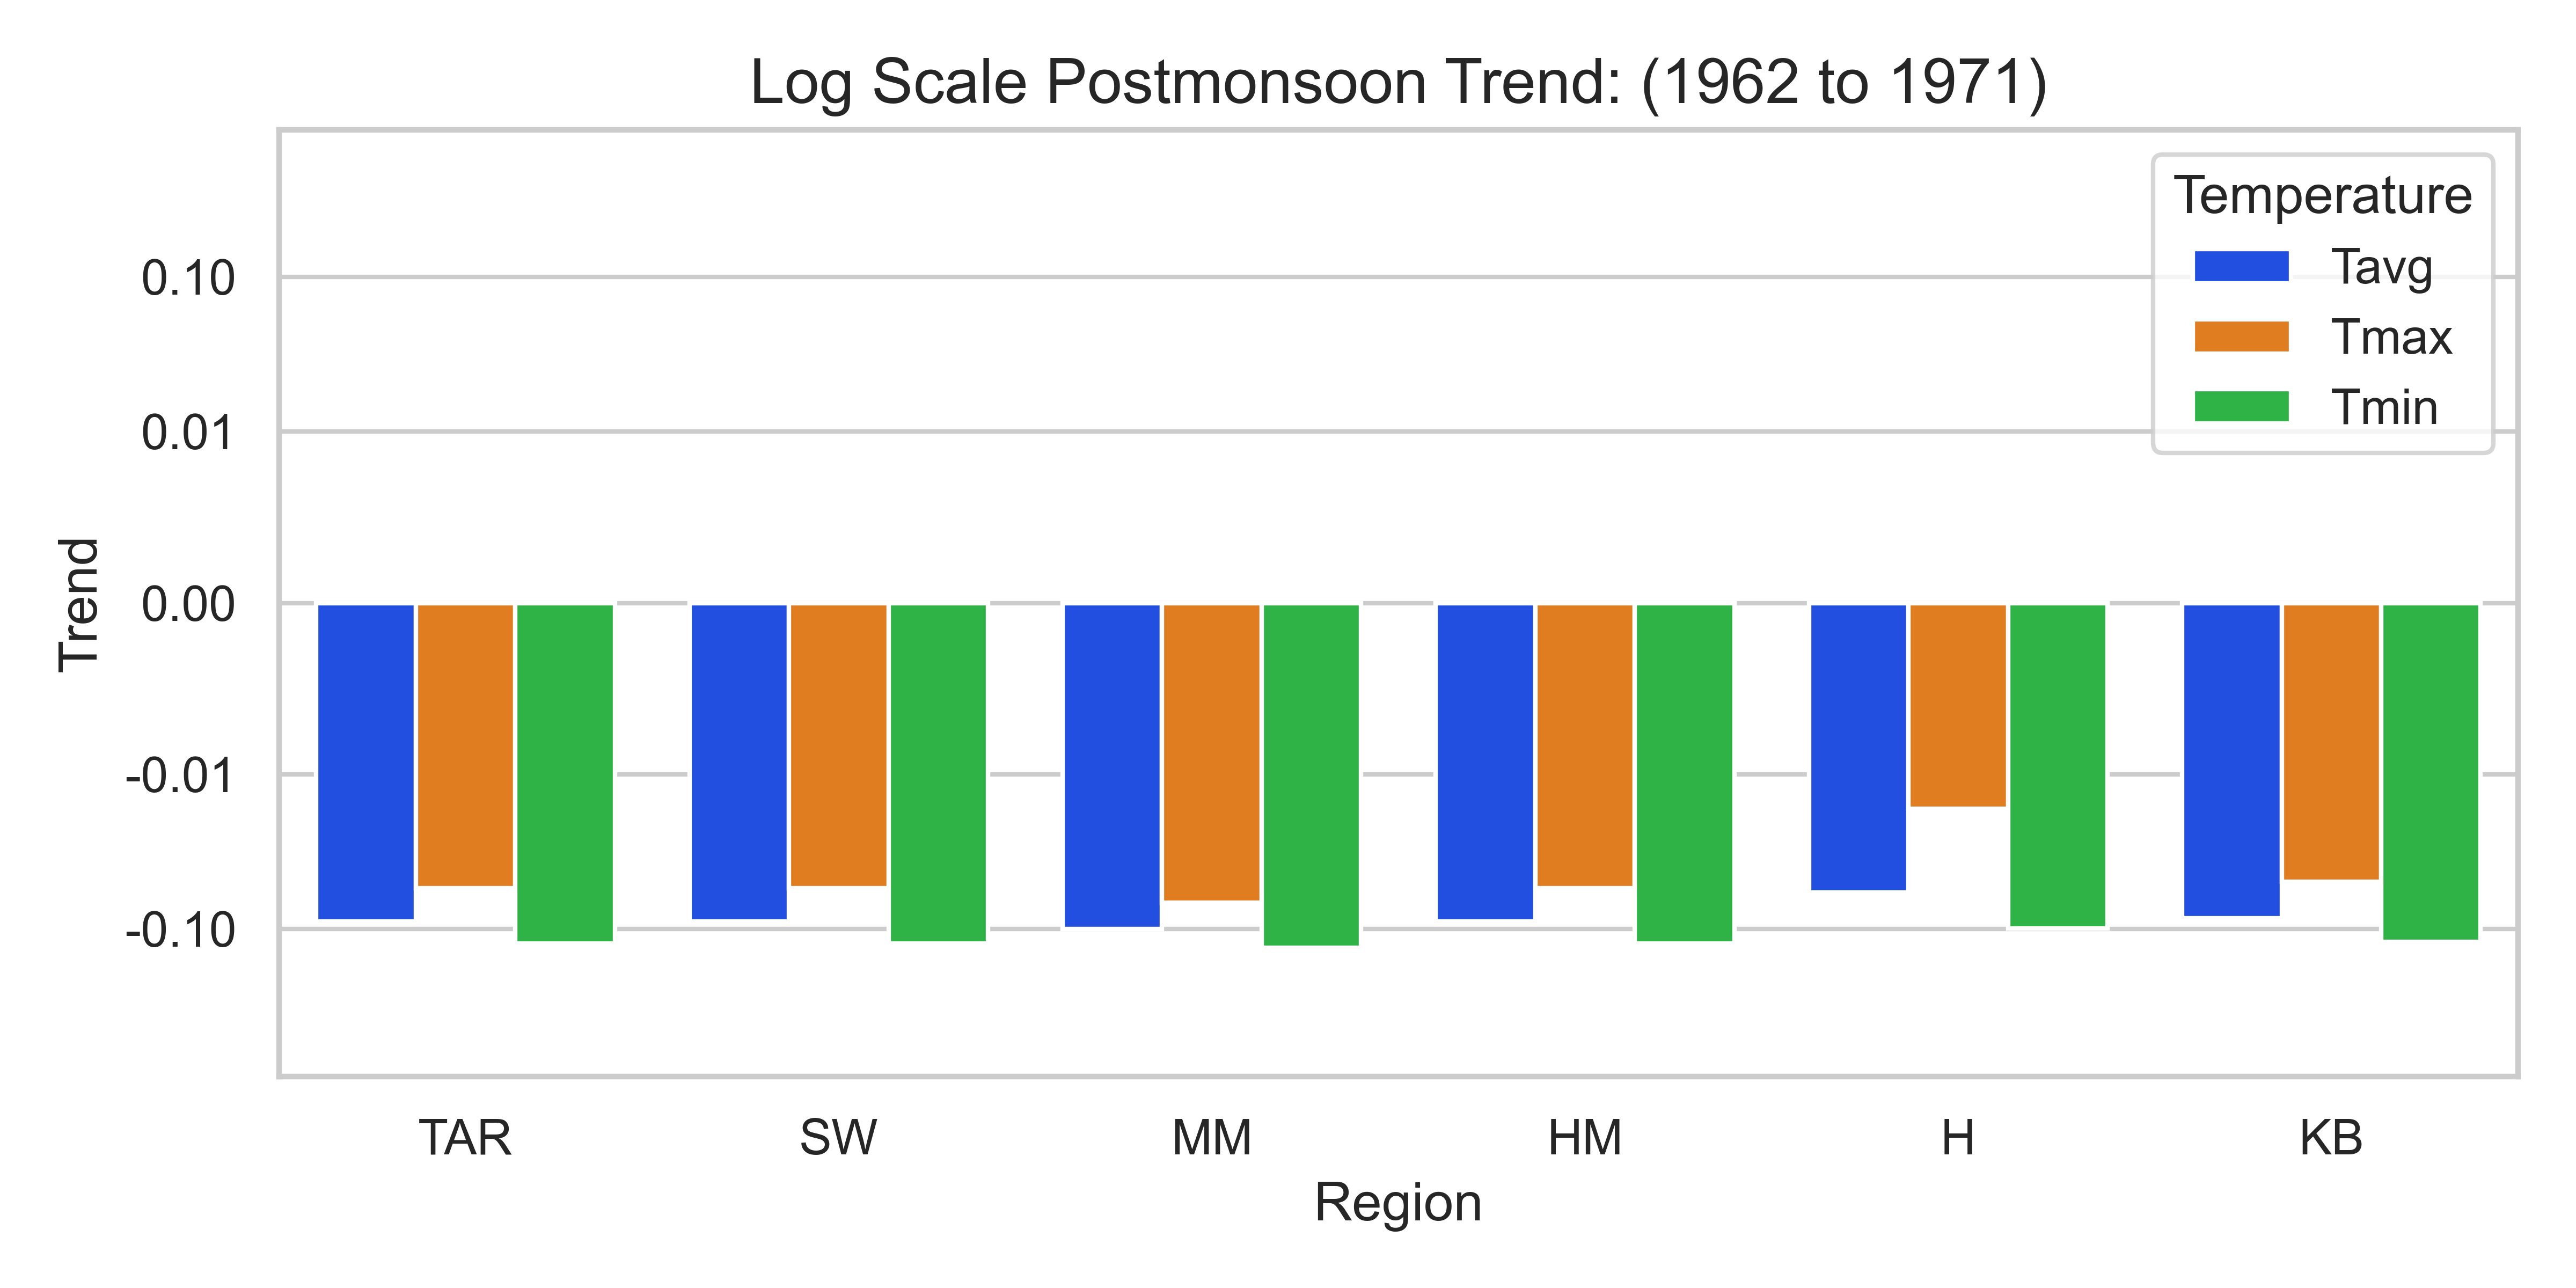 Log Scale Postmonsoon Trend: (1962 to 1971)
Temperature
Tavg
Tmax
Tmin
Trend
0.10
0.01
0.00
-0.01
-0.10
TAR
SW
MM
HM
H
KB
Region